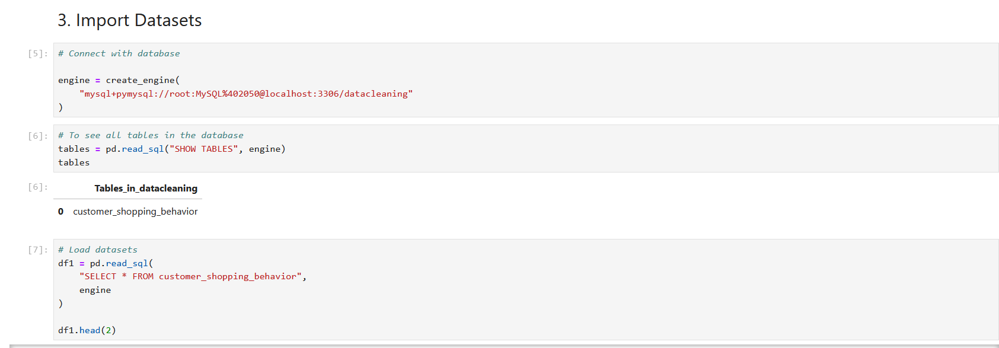 3. Import Datasets
[5]: # Connect with database
engine = create_engine(
"mysql+pymysql://root:MySQL%402050@localhost:3306/datacleaning"
)
[6]: # To see all tables in the database
tables = pd.read_sql("SHOW TABLES", engine)
tables
[6]: Tables_in_datacleaning
0 customer_shopping_behavior
[7]: # Load datasets
df1 = pd.read_sql(
"SELECT * FROM customer_shopping_behavior",
engine
)
df1.head(2)